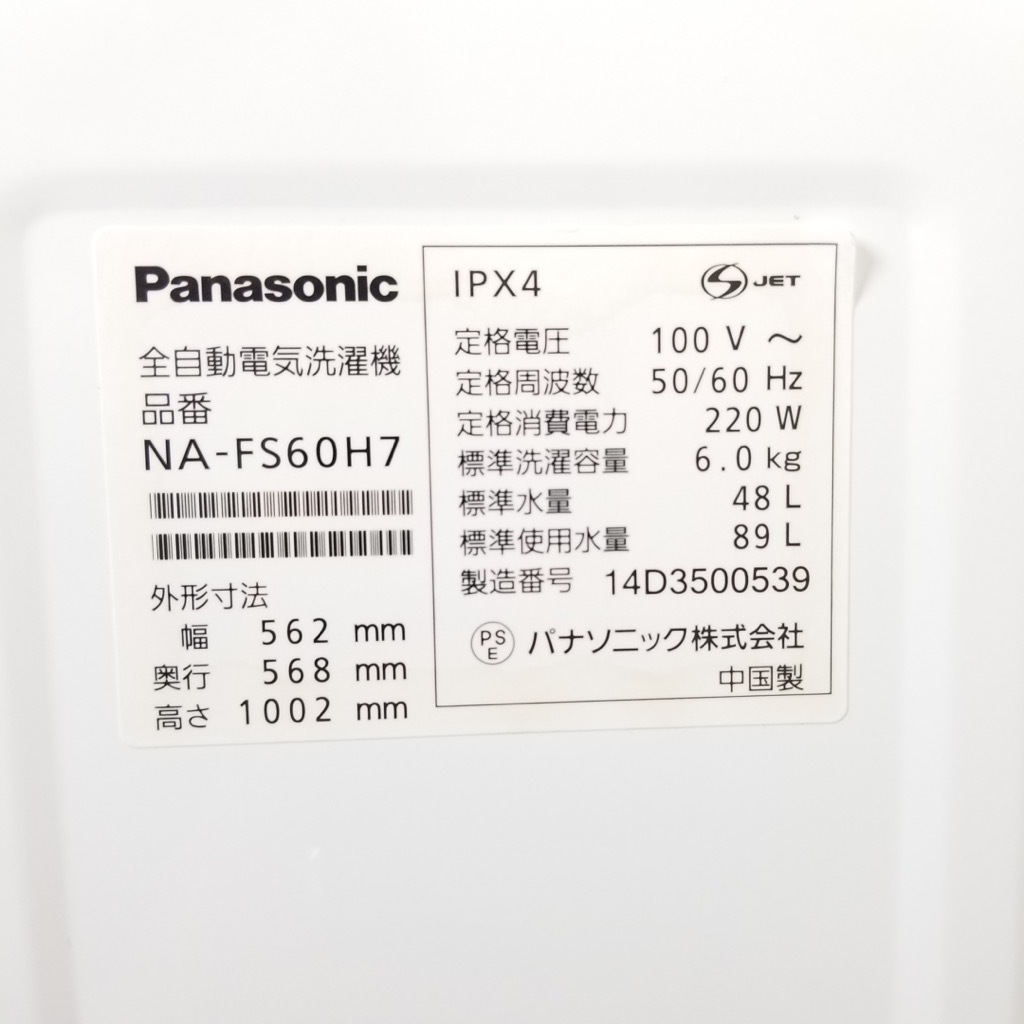 Panasonic
全自動電気洗濯機
品番
NA-FS60H7
外形寸法
幅 562 mm
奥行 568 mm
高さ 1002 mm
IPX4 S JET
定格電圧 100 V ～
定格周波数 50/60 Hz
定格消費電力 220 W
標準洗濯容量 6.0 kg
標準水量 48 L
標準使用水量 89 L
製造番号 14D3500539
PS E パナソニック株式会社
中国製